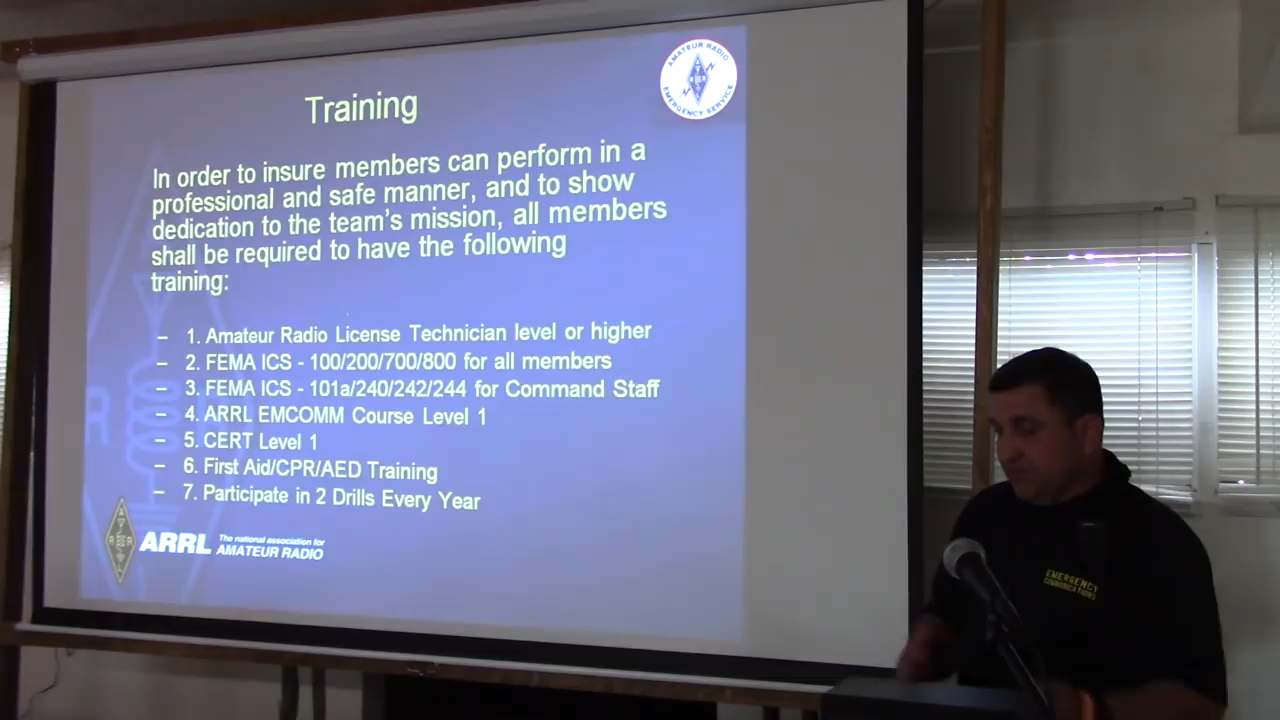 AMATEUR RADIO
EMERGENCY SERVICE
Training
In order to insure members can perform in a
professional and safe manner, and to show
dedication to the team's mission, all members
shall be required to have the following
training:
– 1. Amateur Radio License Technician level or higher
– 2. FEMA ICS - 100/200/700/800 for all members
– 3. FEMA ICS - 101a/240/242/244 for Command Staff
– 4. ARRL EMCOMM Course Level 1
– 5. CERT Level 1
– 6. First Aid/CPR/AED Training
– 7. Participate in 2 Drills Every Year
ARRL The national association for
AMATEUR RADIO
EMERGENCY
COMMUNICATIONS
R